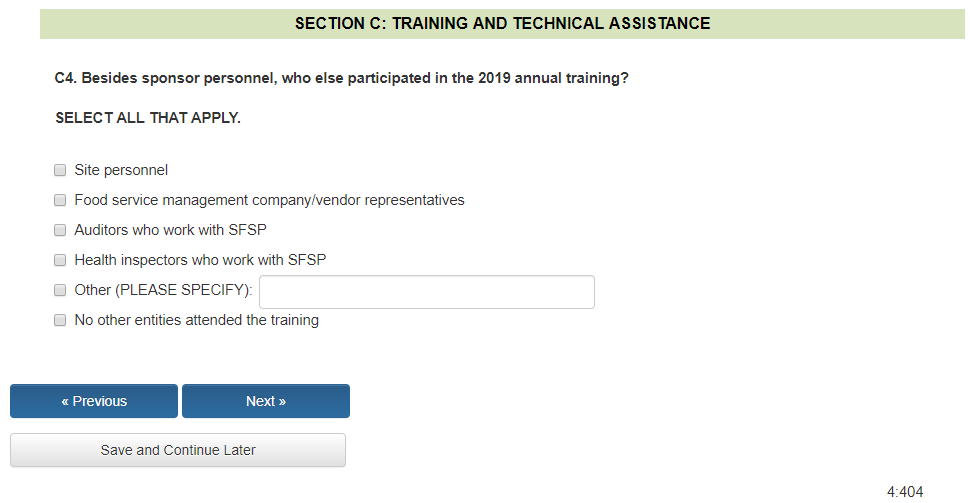 SECTION C: TRAINING AND TECHNICAL ASSISTANCE
C4. Besides sponsor personnel, who else participated in the 2019 annual training?
SELECT ALL THAT APPLY.
Site personnel
Food service management company/vendor representatives
Auditors who work with SFSP
Health inspectors who work with SFSP
Other (PLEASE SPECIFY):
No other entities attended the training
« Previous
Next »
Save and Continue Later
4:404